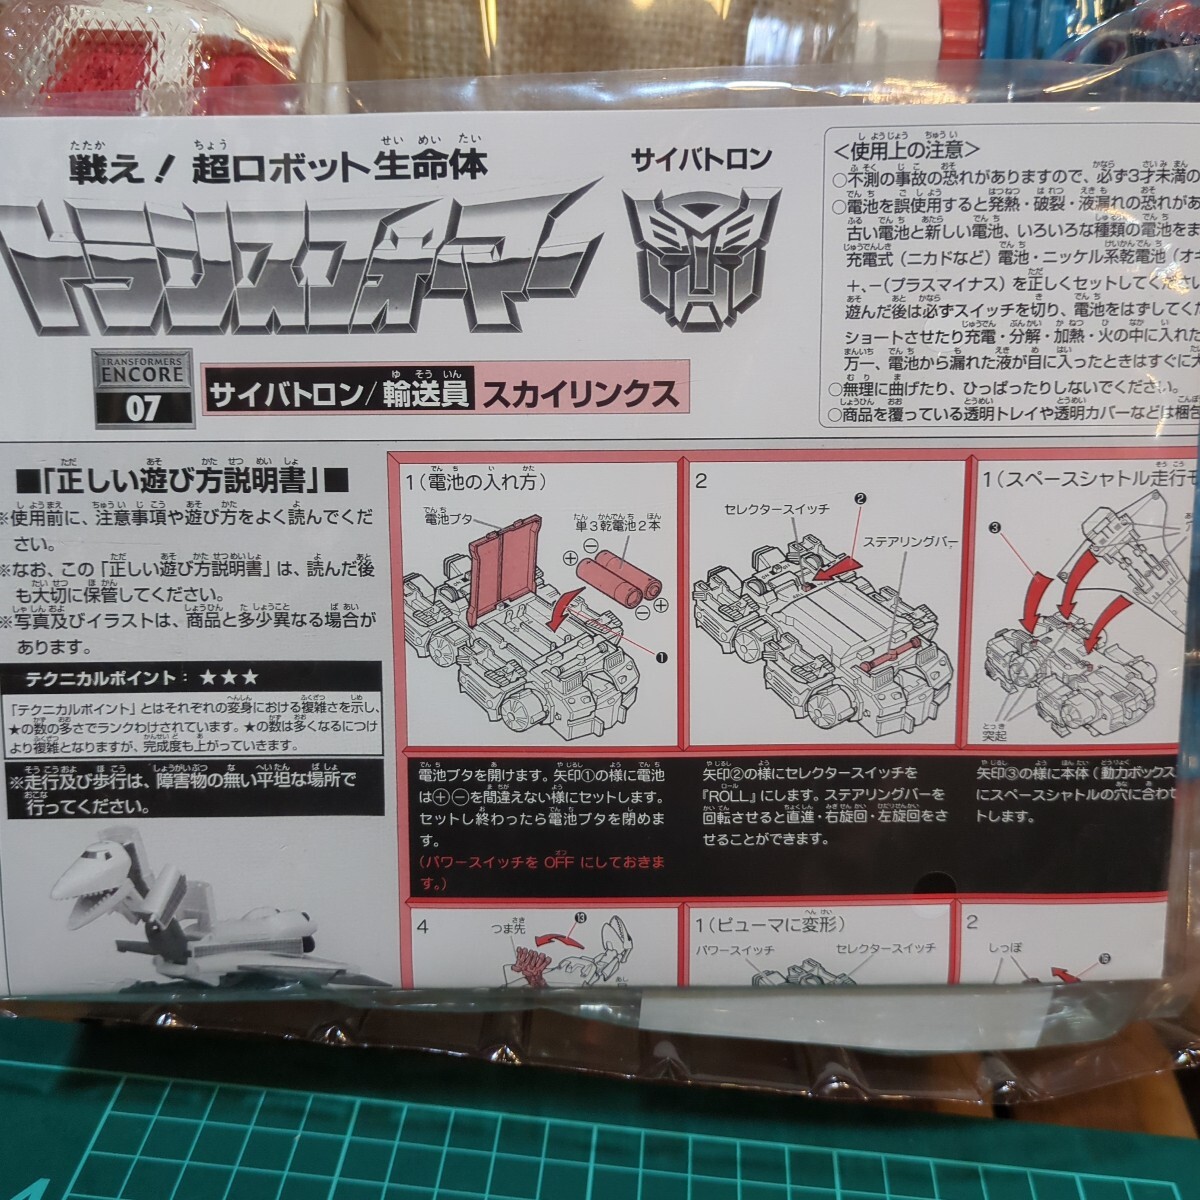 戦え！超ロボット生命体
トランスフォーマー
サイバトロン
TRANSFORMERS
ENCORE
07
サイバトロン/輸送員 スカイリンクス
＜使用上の注意＞
○不測の事故の恐れがありますので、必ず3才未満の
○電池を誤使用すると発熱・破裂・液漏れの恐れがあ
古い電池と新しい電池、いろいろな種類の電池をま
充電式（ニカドなど）電池・ニッケル系乾電池（オキ
＋、−（プラスマイナス）を正しくセットしてください
遊んだ後は必ずスイッチを切り、電池をはずしてくだ
ショートさせたり充電・分解・加熱・火の中に入れた
万一、電池から漏れた液が目に入ったときはすぐに大
○無理に曲げたり、ひっぱったりしないでください。
○商品を覆っている透明トレイや透明カバーなどは梱包
■「正しい遊び方説明書」■
※使用前に、注意事項や遊び方をよく読んでくだ
さい。
※なお、この「正しい遊び方説明書」は、読んだ後
も大切に保管してください。
※写真及びイラストは、商品と多少異なる場合が
あります。
テクニカルポイント：★★★
「テクニカルポイント」とはそれぞれの変身における複雑さを示し、
★の数の多さでランクわけされています。★の数は多くなるにつけ
より複雑となりますが、完成度も上がっていきます。
※走行及び歩行は、障害物の無い平坦な場所で
行ってください。
1（電池の入れ方）
電池ブタ
単3乾電池2本
❶
電池ブタを開けます。矢印①の様に電池
は⊕⊖を間違えない様にセットします。
セットし終わったら電池ブタを閉めま
す。
（パワースイッチを OFF にしておきま
す。）
2
セレクタースイッチ
❷
ステアリングバー
矢印②の様にセレクタースイッチを
『ROLL』にします。ステアリングバーを
回転させると直進・右旋回・左旋回をさ
せることができます。
1（スペースシャトル走行モ
❸
突起
矢印③の様に本体（動力ボックス
にスペースシャトルの穴に合わせ
トします。
4
つま先
⓭
1（ピューマに変形）
パワースイッチ
セレクタースイッチ
2
しっぽ